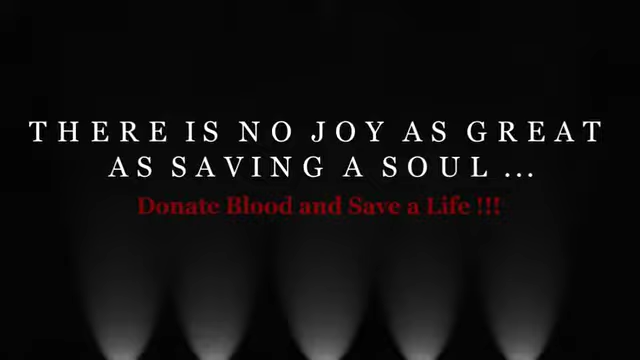 THERE IS NO JOY AS GREAT
AS SAVING A SOUL ...
Donate Blood and Save a Life !!!